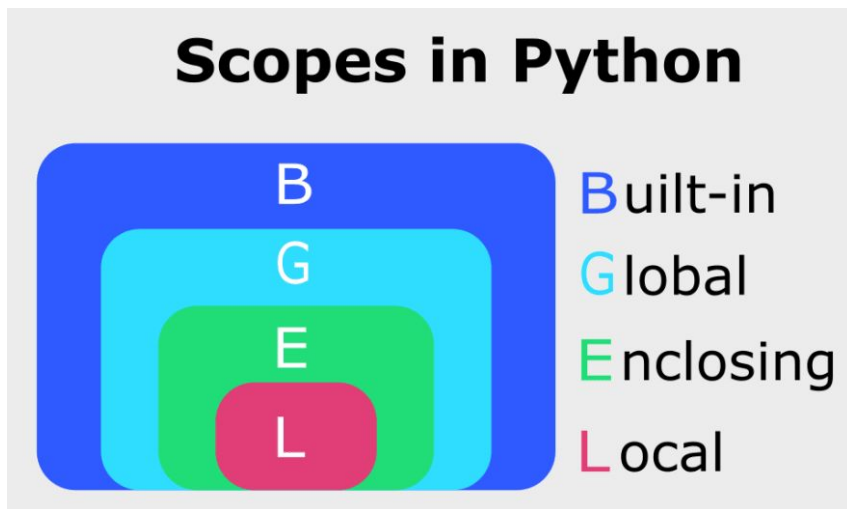 Scopes in Python
B
Built-in
G
Global
E
Enclosing
L
Local